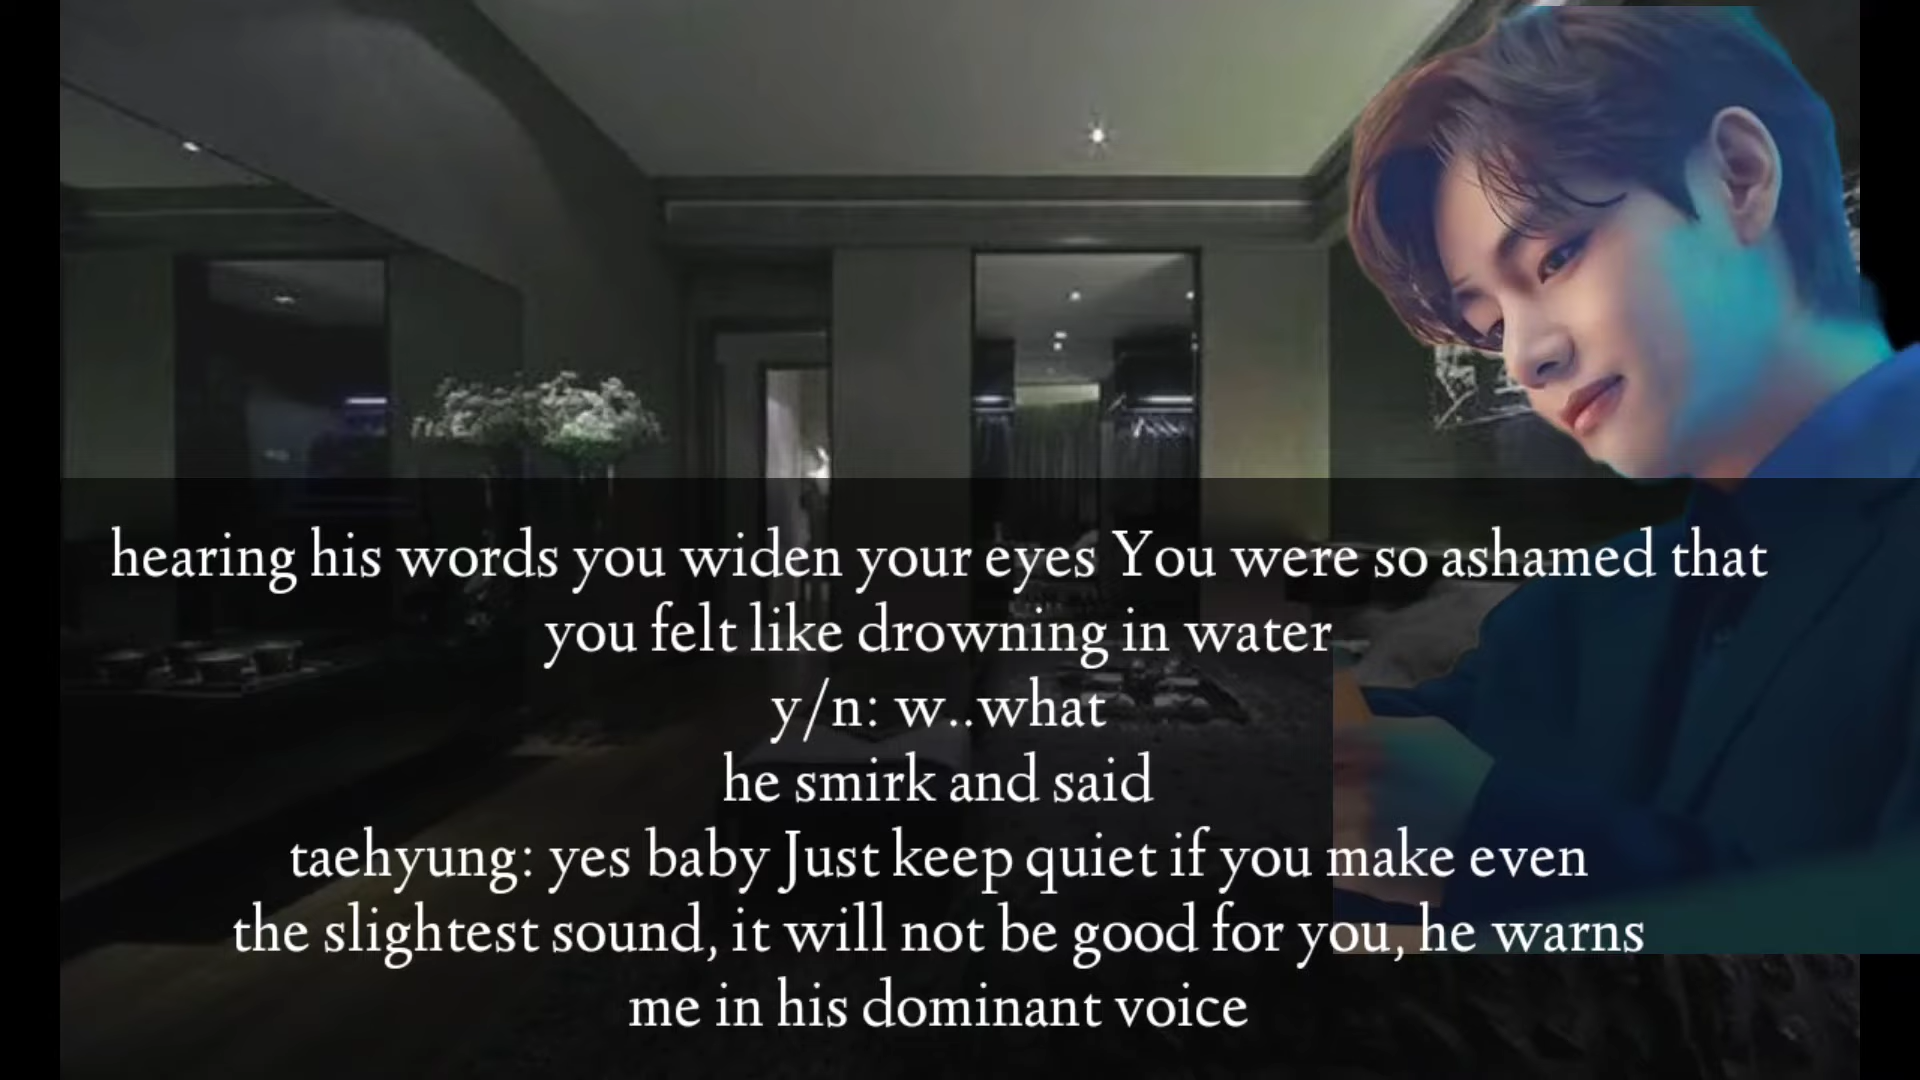 hearing his words you widen your eyes You were so ashamed that
you felt like drowning in water
y/n: w..what
he smirk and said
taehyung: yes baby Just keep quiet if you make even
the slightest sound, it will not be good for you, he warns
me in his dominant voice